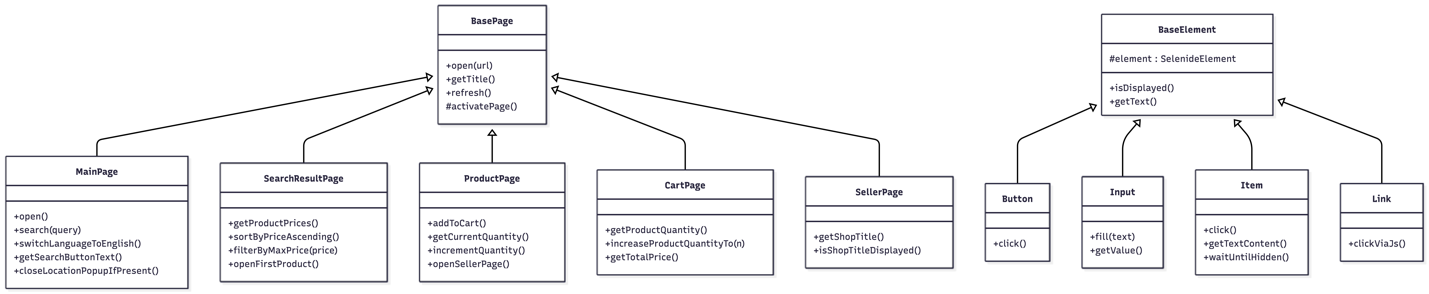 BasePage
+open(url)
+getTitle()
+refresh()
#activatePage()
BaseElement
#element : SelenideElement
+isDisplayed()
+getText()
MainPage
+open()
+search(query)
+switchLanguageToEnglish()
+getSearchButtonText()
+closeLocationPopupIfPresent()
SearchResultPage
+getProductPrices()
+sortByPriceAscending()
+filterByMaxPrice(price)
+openFirstProduct()
ProductPage
+addToCart()
+getCurrentQuantity()
+incrementQuantity()
+openSellerPage()
CartPage
+getProductQuantity()
+increaseProductQuantityTo(n)
+getTotalPrice()
SellerPage
+getShopTitle()
+isShopTitleDisplayed()
Button
+click()
Input
+fill(text)
+getValue()
Item
+click()
+getTextContent()
+waitUntilHidden()
Link
+clickViaJs()